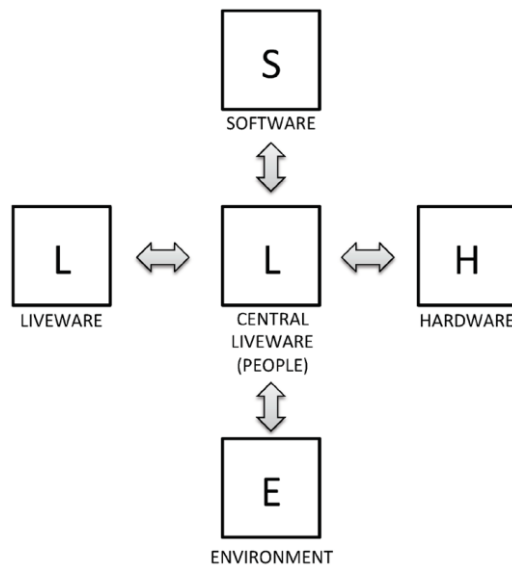 S
SOFTWARE
L
LIVEWARE
L
CENTRAL
LIVEWARE
(PEOPLE)
H
HARDWARE
E
ENVIRONMENT